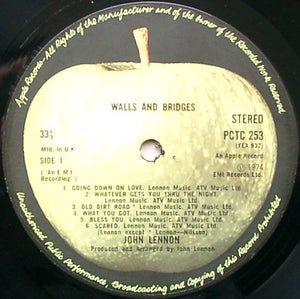 Apple Records - All Rights of the Manufacturer and of the Owner of the Recorded Work Reserved
WALLS AND BRIDGES
33⅓
STEREO
Mfd. in U K
PCTC 253
(YEX 937)
SIDE 1
An Apple Record
('An E M I
Recording')
℗ 1974
EMI Records Ltd.
1. GOING DOWN ON LOVE. Lennon Music. ATV Music Ltd
2. WHATEVER GETS YOU THRU THE NIGHT.
Lennon Music. ATV Music Ltd.
3. OLD DIRT ROAD * Lennon Music. ATV Music Ltd
4. WHAT YOU GOT. Lennon Music. ATV Music Ltd.
5. BLESS YOU. Lennon Music. ATV Music Ltd.
6. SCARED. Lennon Music. ATV Music Ltd.
(Lennon except * Lennon—Nilsson)
JOHN LENNON
Produced and Arranged by John Lennon
Unauthorised Public Performance, Broadcasting and Copying of this Record Prohibited